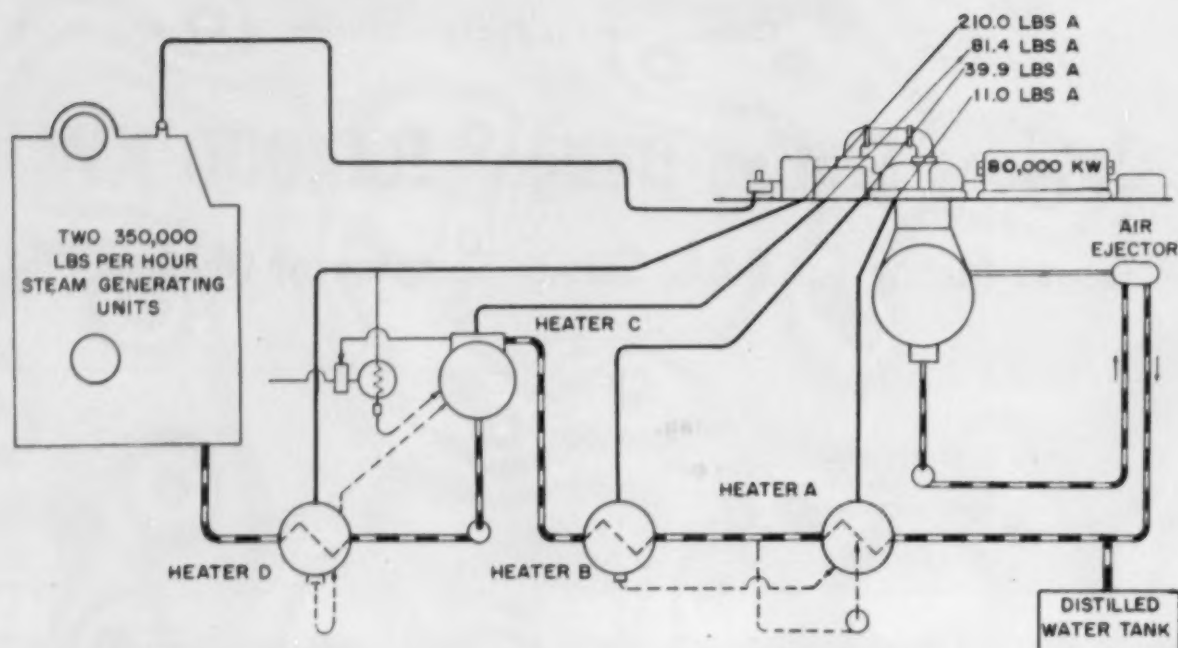 210.0 LBS A
81.4 LBS A
39.9 LBS A
11.0 LBS A
80,000 KW
AIR
EJECTOR
TWO 350,000
LBS PER HOUR
STEAM GENERATING
UNITS
HEATER C
HEATER A
HEATER D
HEATER B
DISTILLED
WATER TANK